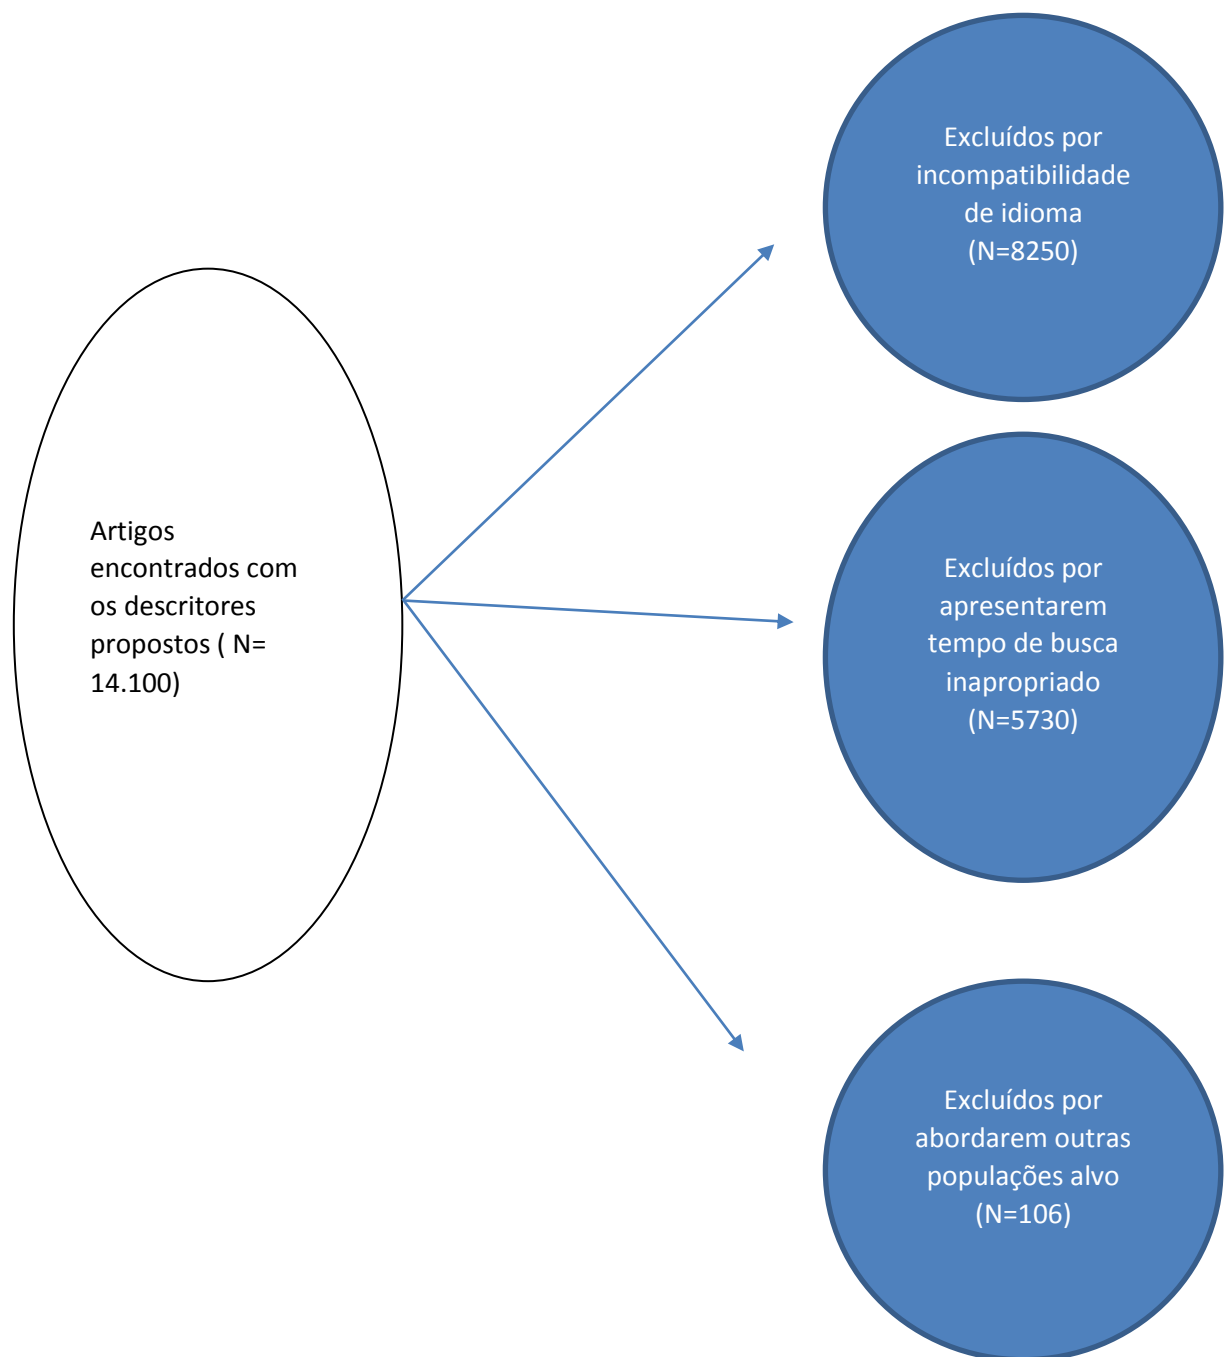 Artigos
encontrados com
os descritores
propostos ( N=
14.100)
Excluídos por
incompatibilidade
de idioma
(N=8250)
Excluídos por
apresentarem
tempo de busca
inapropriado
(N=5730)
Excluídos por
abordarem outras
populações alvo
(N=106)